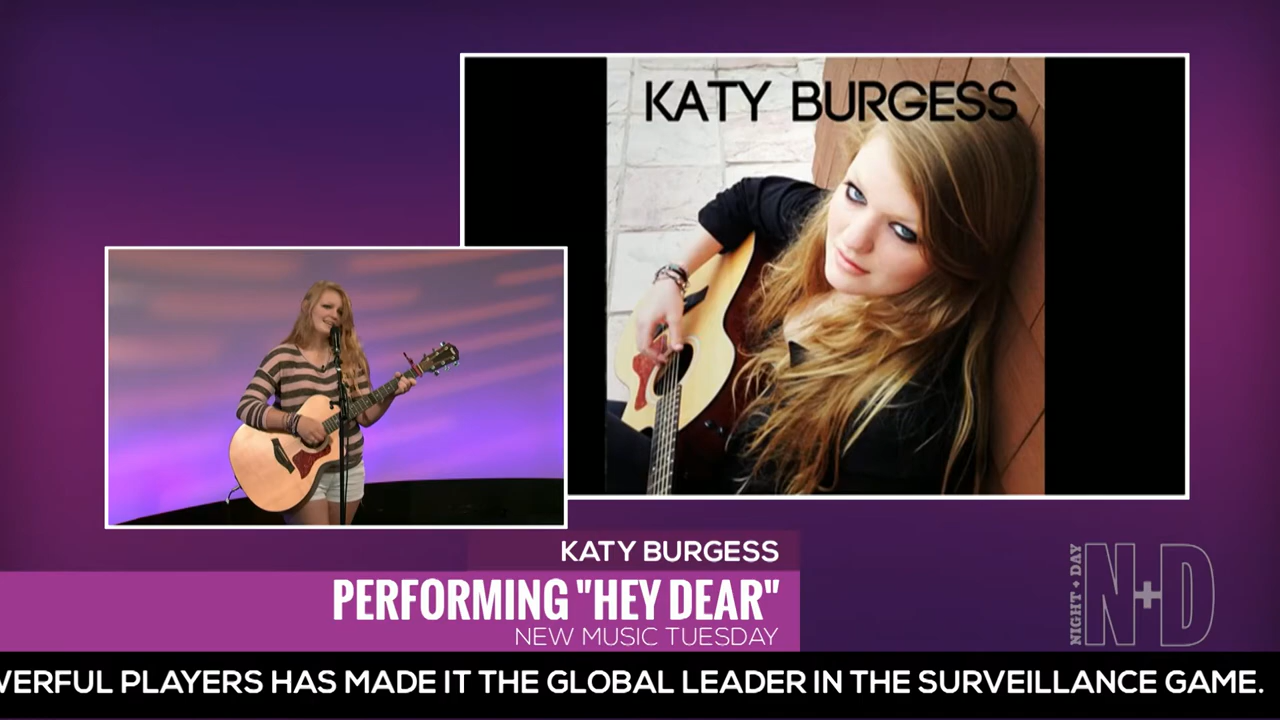 KATY BURGESS
KATY BURGESS
PERFORMING "HEY DEAR"
NEW MUSIC TUESDAY
NIGHT + DAY
N+D
WERFUL PLAYERS HAS MADE IT THE GLOBAL LEADER IN THE SURVEILLANCE GAME.